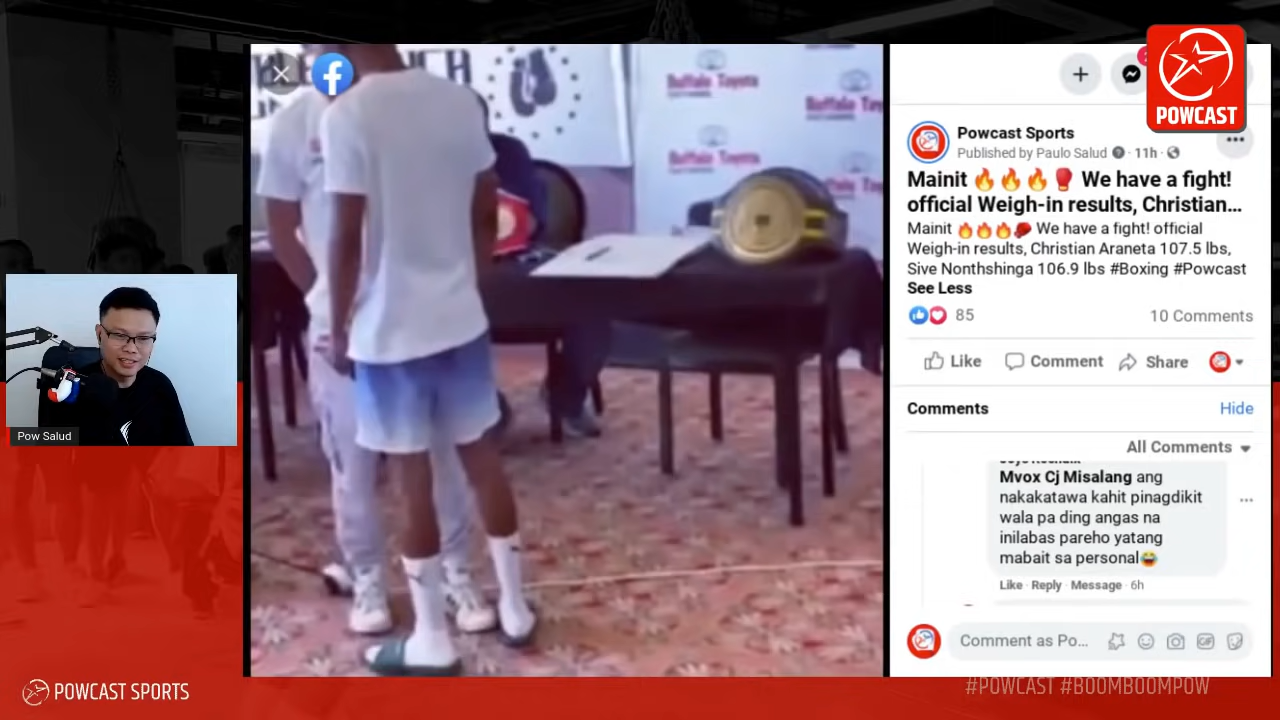 Buffalo Toyota
Buffalo Toyota
Buffalo Toyota
POWCAST
Powcast Sports
Published by Paulo Salud · 11h ·
Mainit 🔥🔥🔥🥊 We have a fight!
official Weigh-in results, Christian...
Mainit 🔥🔥🔥🥊 We have a fight! official
Weigh-in results, Christian Araneta 107.5 lbs,
Sive Nonthshinga 106.9 lbs #Boxing #Powcast
See Less
85
10 Comments
Like
Comment
Share
Comments
Hide
All Comments
Mvox Cj Misalang ang
nakakatawa kahit pinagdikit
wala pa ding angas na
inilabas pareho yatang
mabait sa personal😂
Like · Reply · Message · 6h
Comment as Po...
GIF
Pow Salud
POWCAST SPORTS
#POWCAST #BOOMBOOMPOW